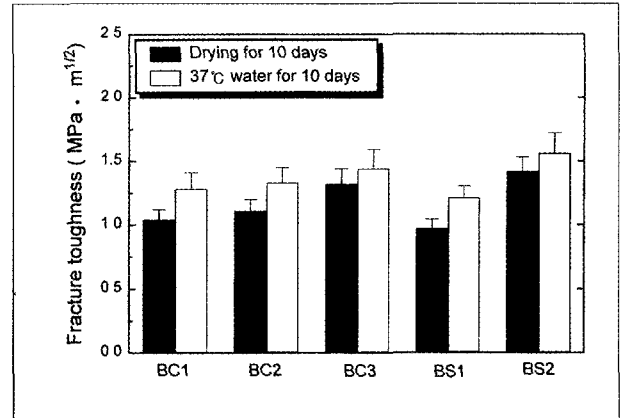 Fracture toughness ( MPa · m1/2)
2 5
2.0
1.5
1.0
0 5
0 0
Drying for 10 days
37℃ water for 10 days
BC1 BC2 BC3 BS1 BS2